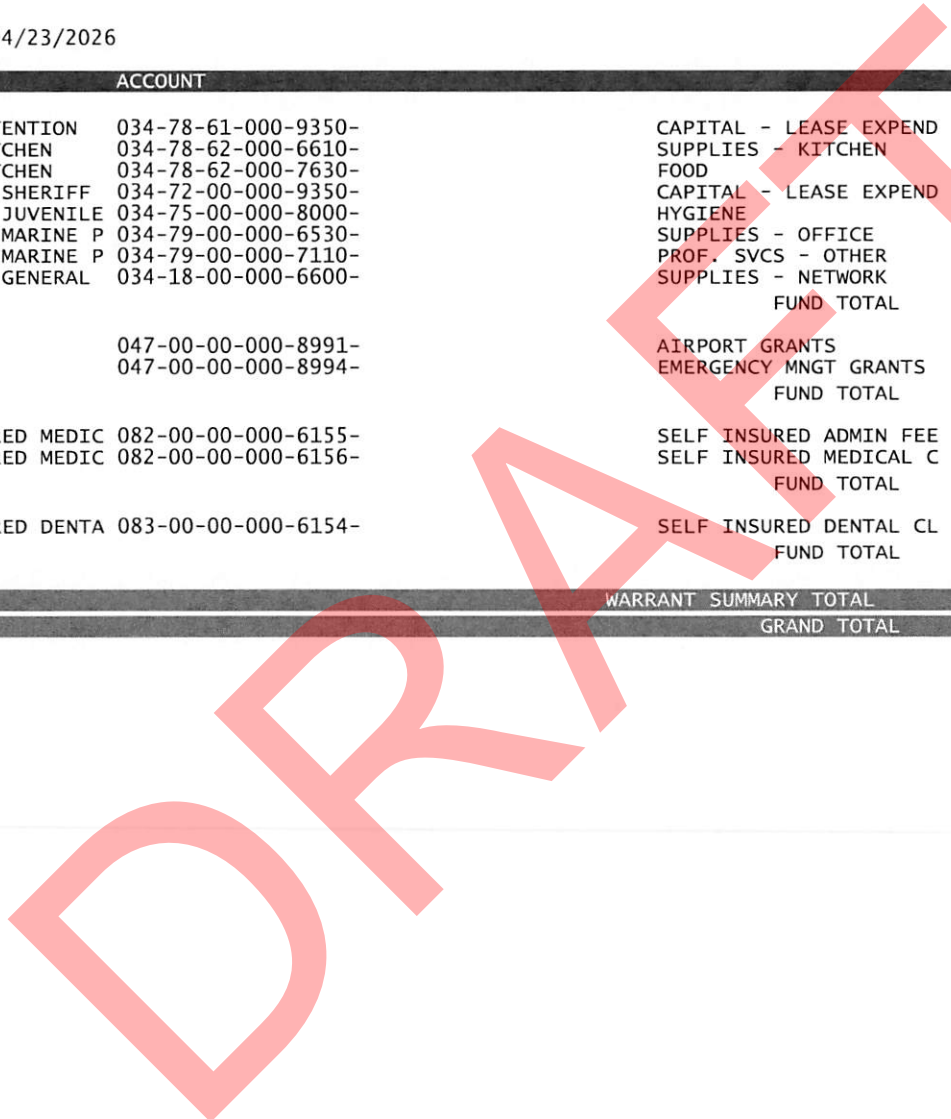 4/23/2026
ACCOUNT
ENTION 034-78-61-000-9350- CAPITAL - LEASE EXPEND
CHEN 034-78-62-000-6610- SUPPLIES - KITCHEN
CHEN 034-78-62-000-7630- FOOD
SHERIFF 034-72-00-000-9350- CAPITAL - LEASE EXPEND
JUVENILE 034-75-00-000-8000- HYGIENE
MARINE P 034-79-00-000-6530- SUPPLIES - OFFICE
MARINE P 034-79-00-000-7110- PROF. SVCS - OTHER
GENERAL 034-18-00-000-6600- SUPPLIES - NETWORK
FUND TOTAL
047-00-00-000-8991- AIRPORT GRANTS
047-00-00-000-8994- EMERGENCY MNGT GRANTS
FUND TOTAL
ED MEDIC 082-00-00-000-6155- SELF INSURED ADMIN FEE
ED MEDIC 082-00-00-000-6156- SELF INSURED MEDICAL C
FUND TOTAL
ED DENTA 083-00-00-000-6154- SELF INSURED DENTAL CL
FUND TOTAL
WARRANT SUMMARY TOTAL
GRAND TOTAL
DRAFT